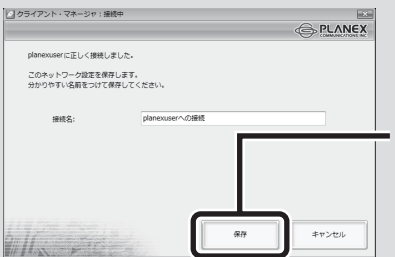 クライアント・マネージャ：接続中
PLANEX
COMMUNICATIONS INC.
planexuserに正しく接続しました。
このネットワーク設定を保存します。
分かりやすい名前をつけて保存してください。
接続名:
planexuserへの接続
保存
キャンセル